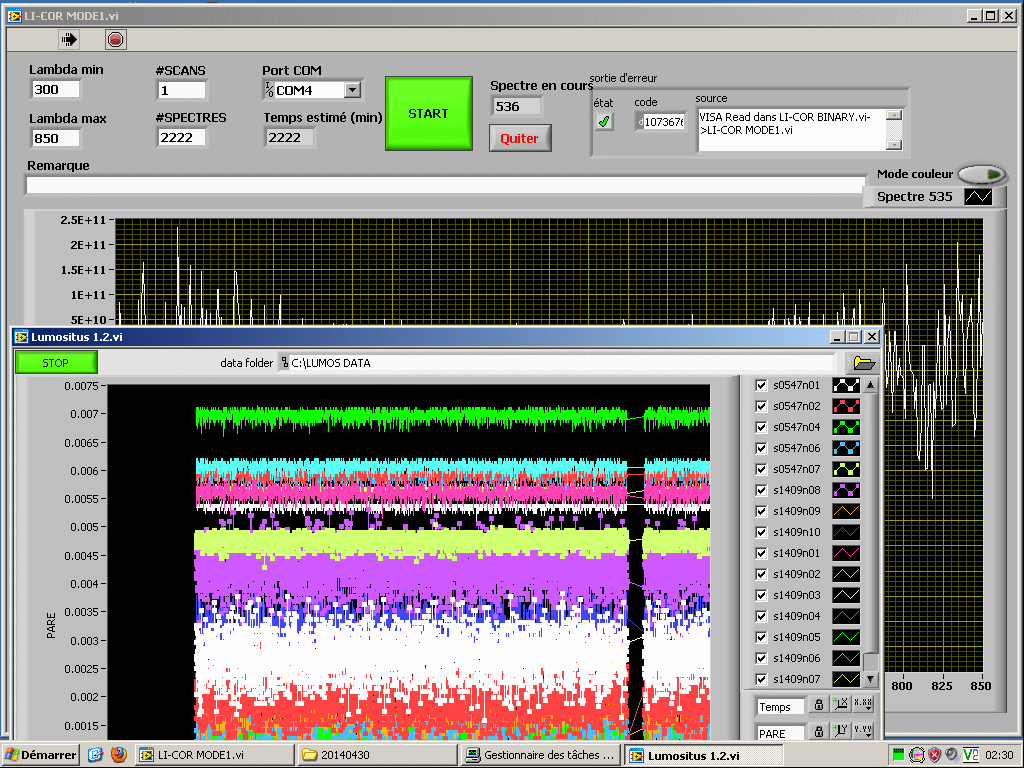 LI-COR MODE1.vi
Lambda min
300
Lambda max
850
#SCANS
1
#SPECTRES
2222
Port COM
COM4
Temps estimé (min)
2222
START
Spectre en cours
536
Quiter
sortie d'erreur
état
code
source
VISA Read dans LI-COR BINARY.vi-
>LI-COR MODE1.vi
Remarque
Mode couleur
Spectre 535
2.5E+11
2E+11
1.5E+11
1E+11
5E+10
800 825 850
Lumositus 1.2.vi
STOP
data folder
C:\LUMOS DATA
0.0075
0.007
0.0065
0.006
0.0055
0.005
0.0045
0.004
0.0035
0.003
0.0025
0.002
0.0015
PARE
s0547n01
s0547n02
s0547n04
s0547n06
s0547n07
s1409n08
s1409n09
s1409n10
s1409n01
s1409n02
s1409n03
s1409n04
s1409n05
s1409n06
s1409n07
Temps
PARE
Démarrer
LI-COR MODE1.vi
20140430
Gestionnaire des tâches ...
Lumositus 1.2.vi
02:30